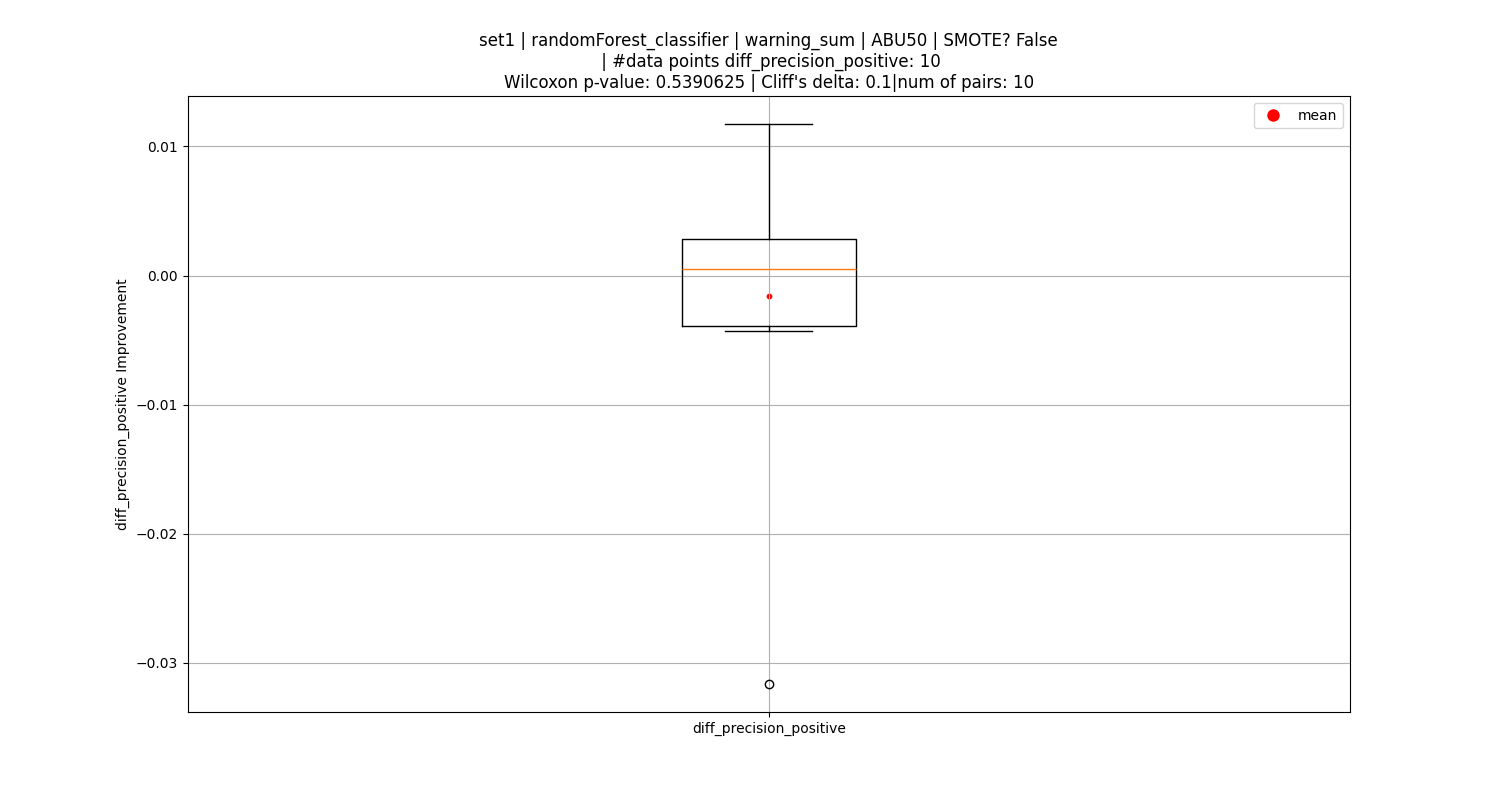 set1 | randomForest_classifier | warning_sum | ABU50 | SMOTE? False
| #data points diff_precision_positive: 10
Wilcoxon p-value: 0.5390625 | Cliff's delta: 0.1|num of pairs: 10
mean
0.01
0.00
−0.01
−0.02
−0.03
diff_precision_positive Improvement
diff_precision_positive